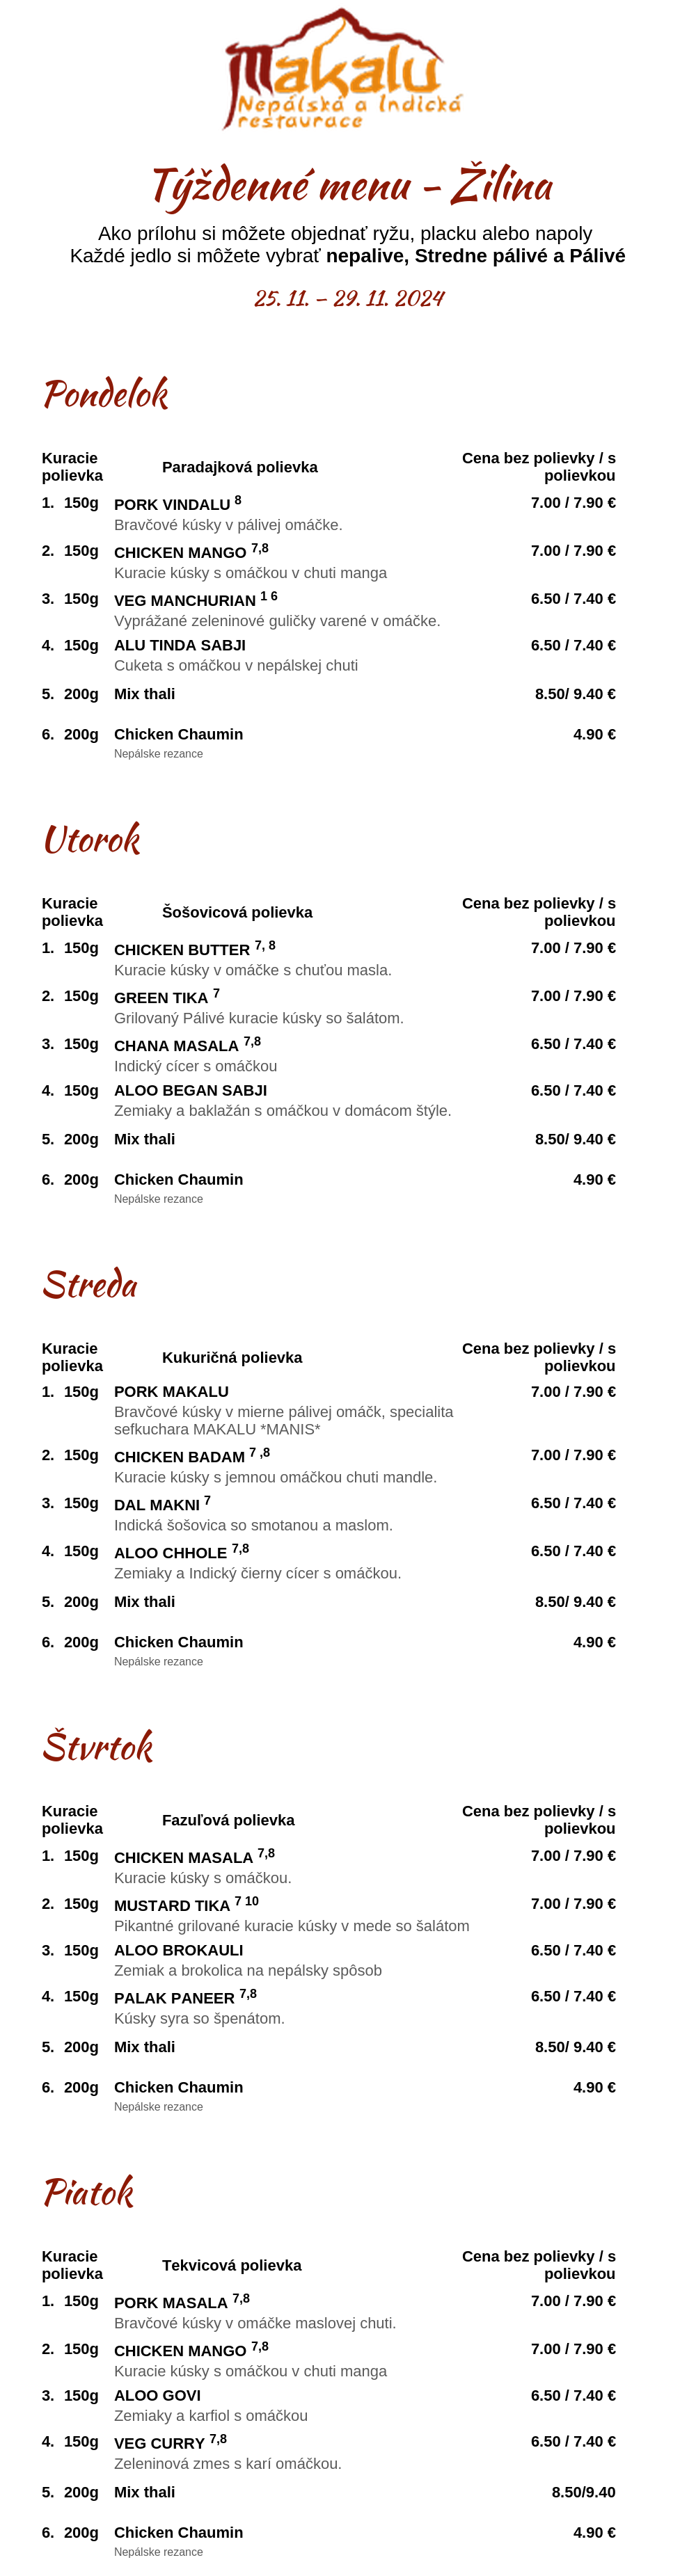 Makalu
Nepálská a Indická
restaurace
Týždenné menu - Žilina
Ako prílohu si môžete objednať ryžu, placku alebo napoly
Každé jedlo si môžete vybrať nepalive, Stredne pálivé a Pálivé
25. 11. – 29. 11. 2024
Pondelok
Kuracie polievka Paradajková polievka Cena bez polievky / s polievkou
1. 150g PORK VINDALU 8 7.00 / 7.90 €
Bravčové kúsky v pálivej omáčke.
2. 150g CHICKEN MANGO 7,8 7.00 / 7.90 €
Kuracie kúsky s omáčkou v chuti manga
3. 150g VEG MANCHURIAN 1 6 6.50 / 7.40 €
Vyprážané zeleninové guličky varené v omáčke.
4. 150g ALU TINDA SABJI 6.50 / 7.40 €
Cuketa s omáčkou v nepálskej chuti
5. 200g Mix thali 8.50/ 9.40 €
6. 200g Chicken Chaumin 4.90 €
Nepálske rezance
Utorok
Kuracie polievka Šošovicová polievka Cena bez polievky / s polievkou
1. 150g CHICKEN BUTTER 7, 8 7.00 / 7.90 €
Kuracie kúsky v omáčke s chuťou masla.
2. 150g GREEN TIKA 7 7.00 / 7.90 €
Grilovaný Pálivé kuracie kúsky so šalátom.
3. 150g CHANA MASALA 7,8 6.50 / 7.40 €
Indický cícer s omáčkou
4. 150g ALOO BEGAN SABJI 6.50 / 7.40 €
Zemiaky a baklažán s omáčkou v domácom štýle.
5. 200g Mix thali 8.50/ 9.40 €
6. 200g Chicken Chaumin 4.90 €
Nepálske rezance
Streda
Kuracie polievka Kukuričná polievka Cena bez polievky / s polievkou
1. 150g PORK MAKALU 7.00 / 7.90 €
Bravčové kúsky v mierne pálivej omáčk, specialita
sefkuchara MAKALU *MANIS*
2. 150g CHICKEN BADAM 7 ,8 7.00 / 7.90 €
Kuracie kúsky s jemnou omáčkou chuti mandle.
3. 150g DAL MAKNI 7 6.50 / 7.40 €
Indická šošovica so smotanou a maslom.
4. 150g ALOO CHHOLE 7,8 6.50 / 7.40 €
Zemiaky a Indický čierny cícer s omáčkou.
5. 200g Mix thali 8.50/ 9.40 €
6. 200g Chicken Chaumin 4.90 €
Nepálske rezance
Štvrtok
Kuracie polievka Fazuľová polievka Cena bez polievky / s polievkou
1. 150g CHICKEN MASALA 7,8 7.00 / 7.90 €
Kuracie kúsky s omáčkou.
2. 150g MUSTARD TIKA 7 10 7.00 / 7.90 €
Pikantné grilované kuracie kúsky v mede so šalátom
3. 150g ALOO BROKAULI 6.50 / 7.40 €
Zemiak a brokolica na nepálsky spôsob
4. 150g PALAK PANEER 7,8 6.50 / 7.40 €
Kúsky syra so špenátom.
5. 200g Mix thali 8.50/ 9.40 €
6. 200g Chicken Chaumin 4.90 €
Nepálske rezance
Piatok
Kuracie polievka Tekvicová polievka Cena bez polievky / s polievkou
1. 150g PORK MASALA 7,8 7.00 / 7.90 €
Bravčové kúsky v omáčke maslovej chuti.
2. 150g CHICKEN MANGO 7,8 7.00 / 7.90 €
Kuracie kúsky s omáčkou v chuti manga
3. 150g ALOO GOVI 6.50 / 7.40 €
Zemiaky a karfiol s omáčkou
4. 150g VEG CURRY 7,8 6.50 / 7.40 €
Zeleninová zmes s karí omáčkou.
5. 200g Mix thali 8.50/9.40
6. 200g Chicken Chaumin 4.90 €
Nepálske rezance